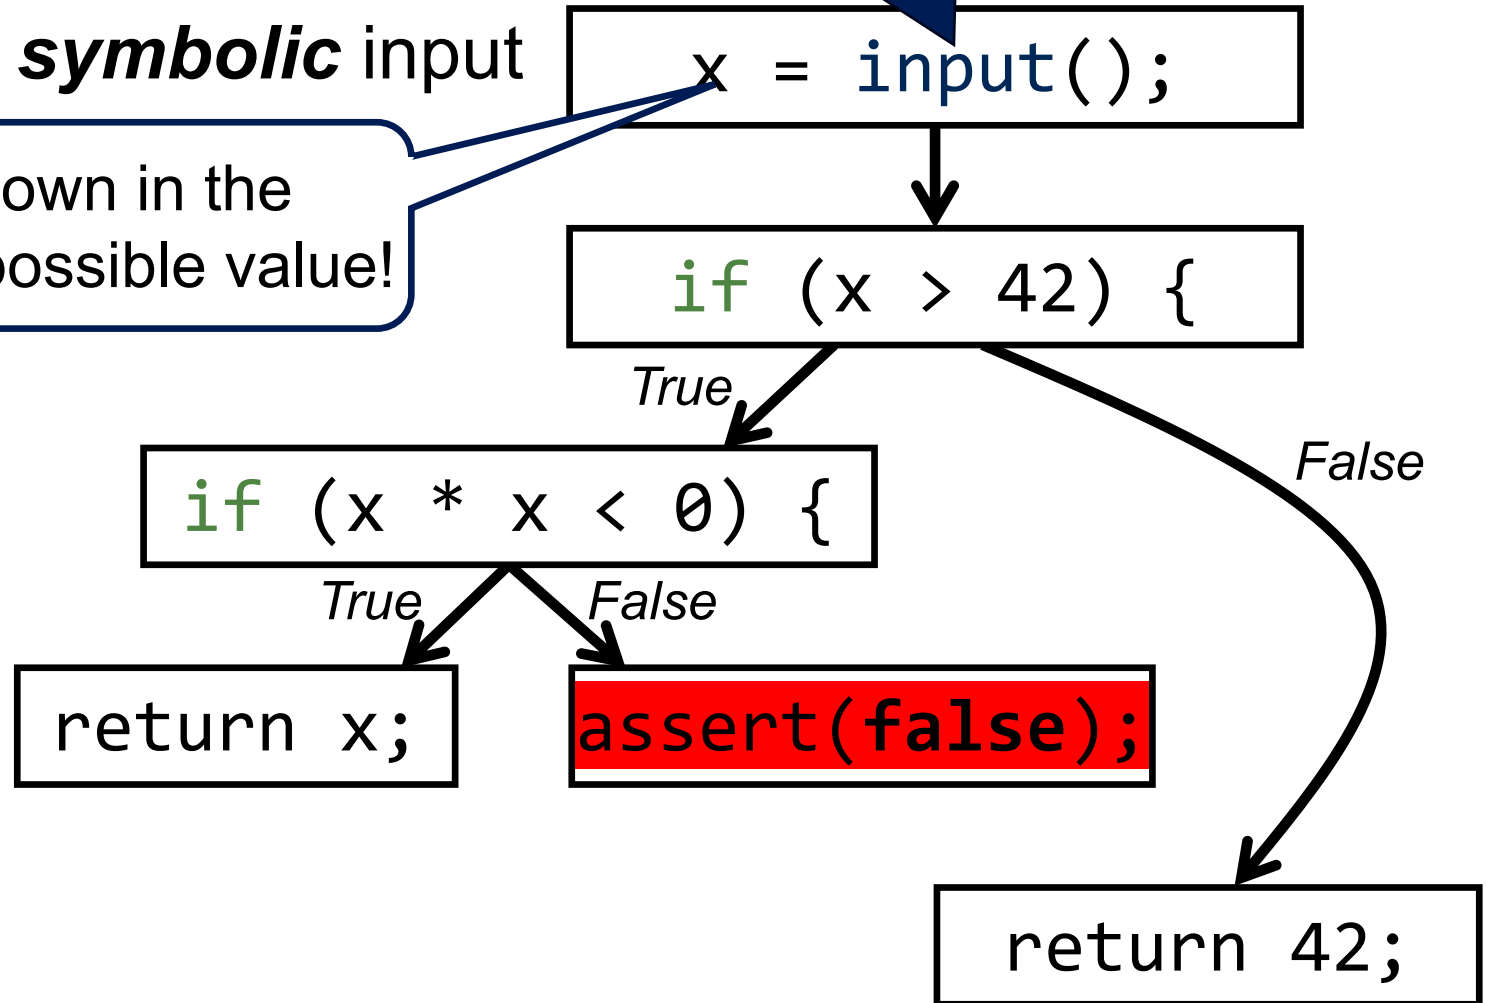 symbolic input
x = input();
own in the
possible value!
if (x > 42) {
True
False
if (x * x < 0) {
True
False
return x;
assert(false);
return 42;